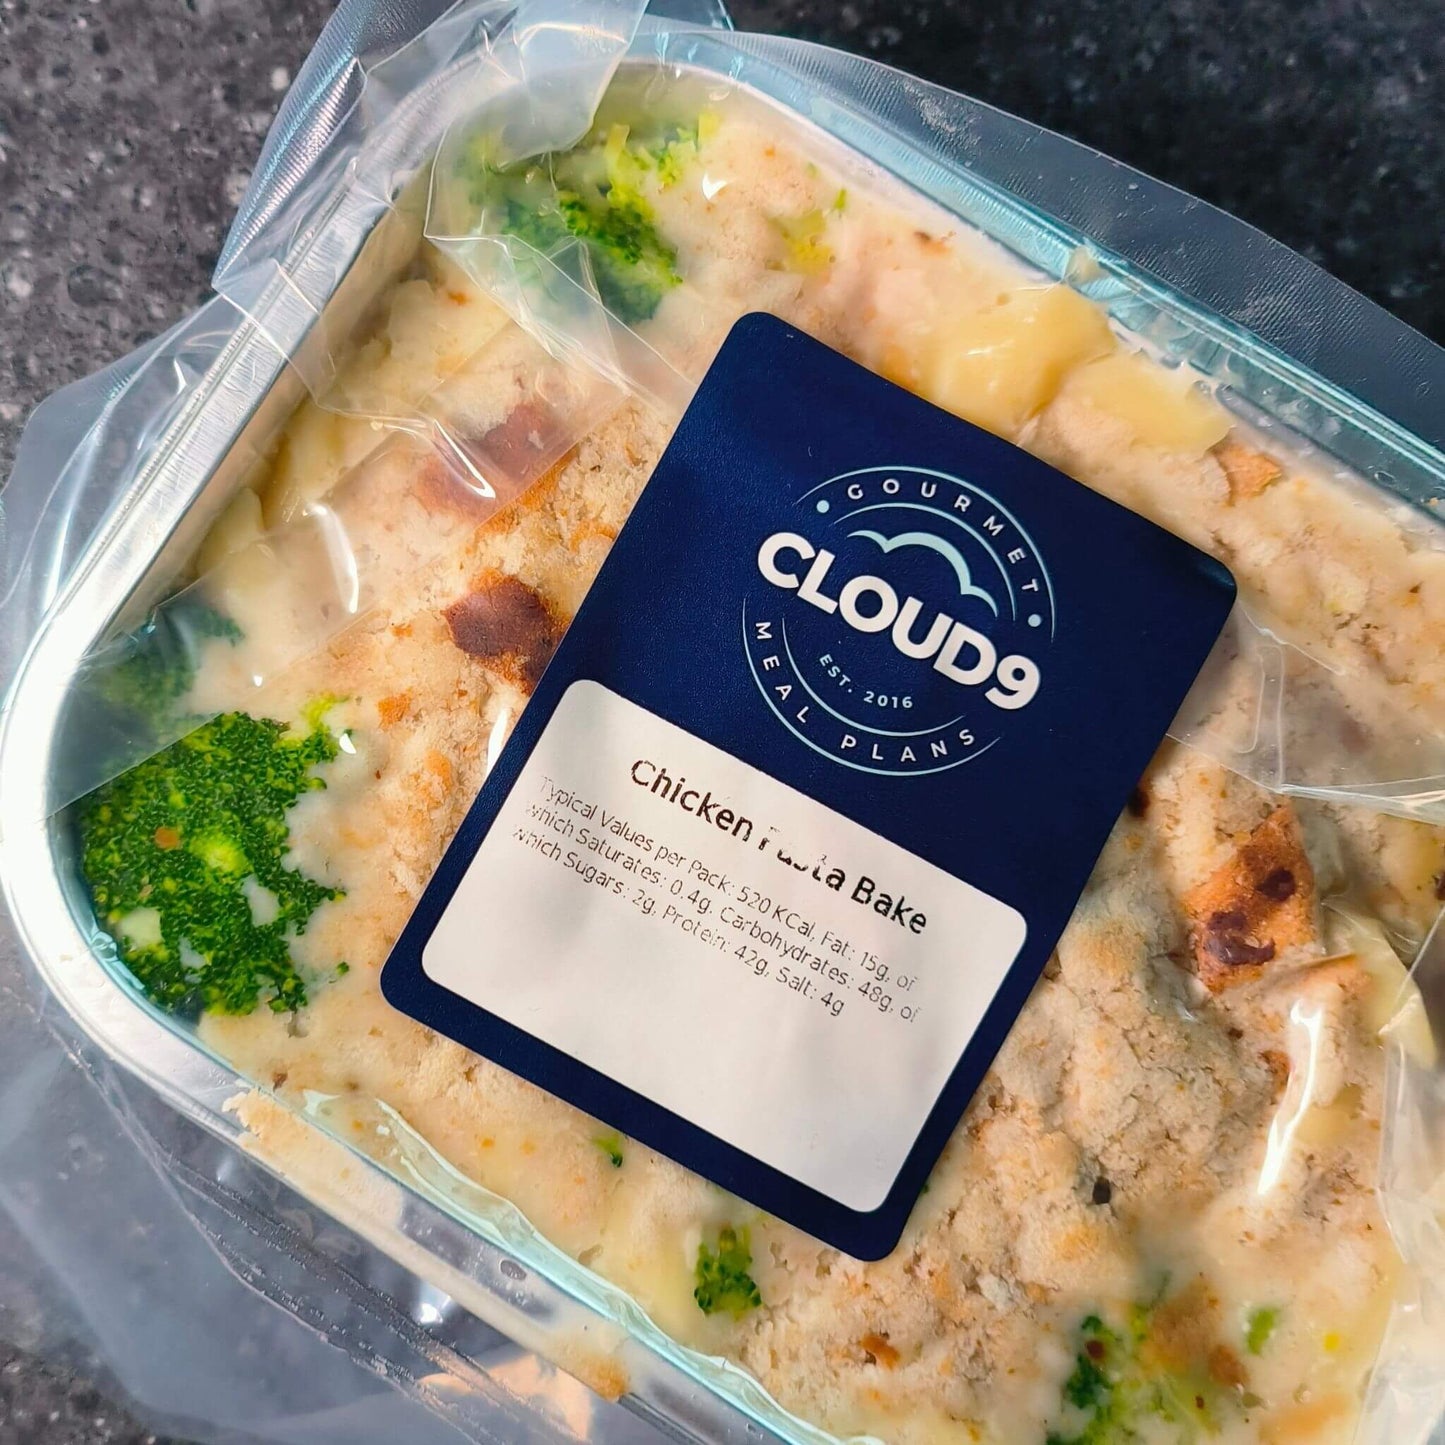 GOURMET
CLOUD9
EST. 2016
MEAL PLANS
Chicken Pasta Bake
Typical Values per Pack: 520 KCal, Fat: 15g, of
which Saturates: 0.4g, Carbohydrates: 48g, of
which Sugars: 2g, Protein: 42g, Salt: 4g